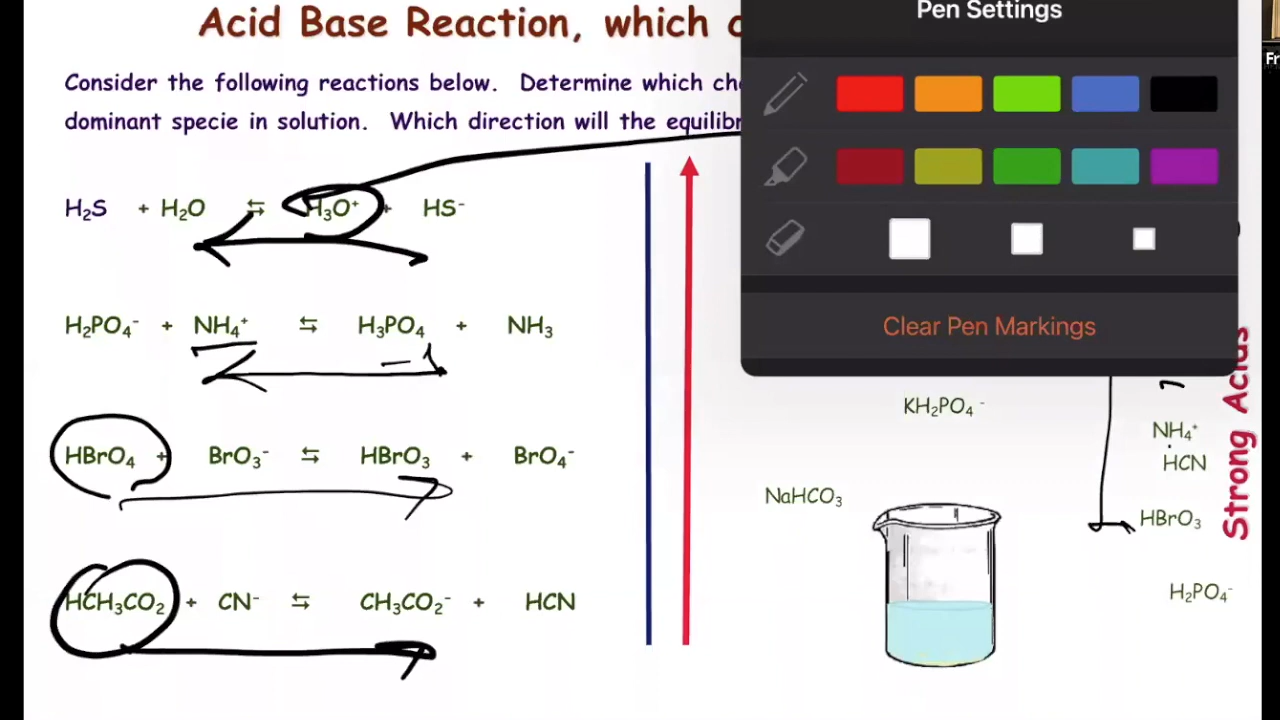 Acid Base Reaction, which
Pen Settings
Fr
Consider the following reactions below. Determine which
dominant specie in solution. Which direction will the
H₂S + H₂O ⇆ H₃O⁺ + HS⁻
H₂PO₄⁻ + NH₄⁺ ⇆ H₃PO₄ + NH₃
-1
HBrO₄ + BrO₃⁻ ⇆ HBrO₃ + BrO₄⁻
HCH₃CO₂ + CN⁻ ⇆ CH₃CO₂⁻ + HCN
Clear Pen Markings
KH₂PO₄⁻
NaHCO₃
NH₄⁺
HCN
HBrO₃
H₂PO₄⁻
Strong Acids